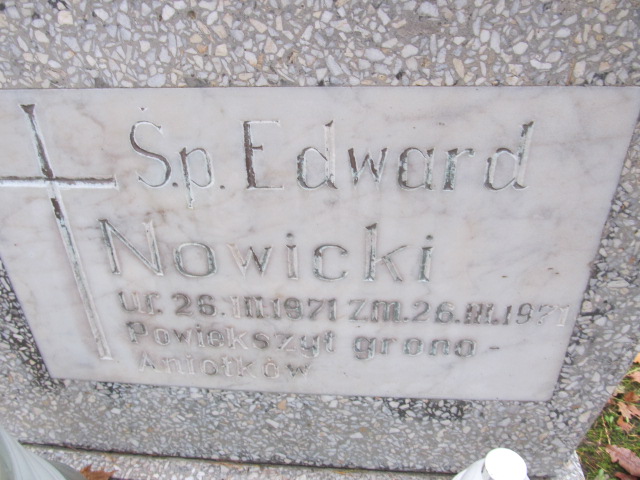 Ś.p. Edward
Nowicki
ur. 26.III.1971 zm. 26.III.1971
Powiększył grono -
Aniołków